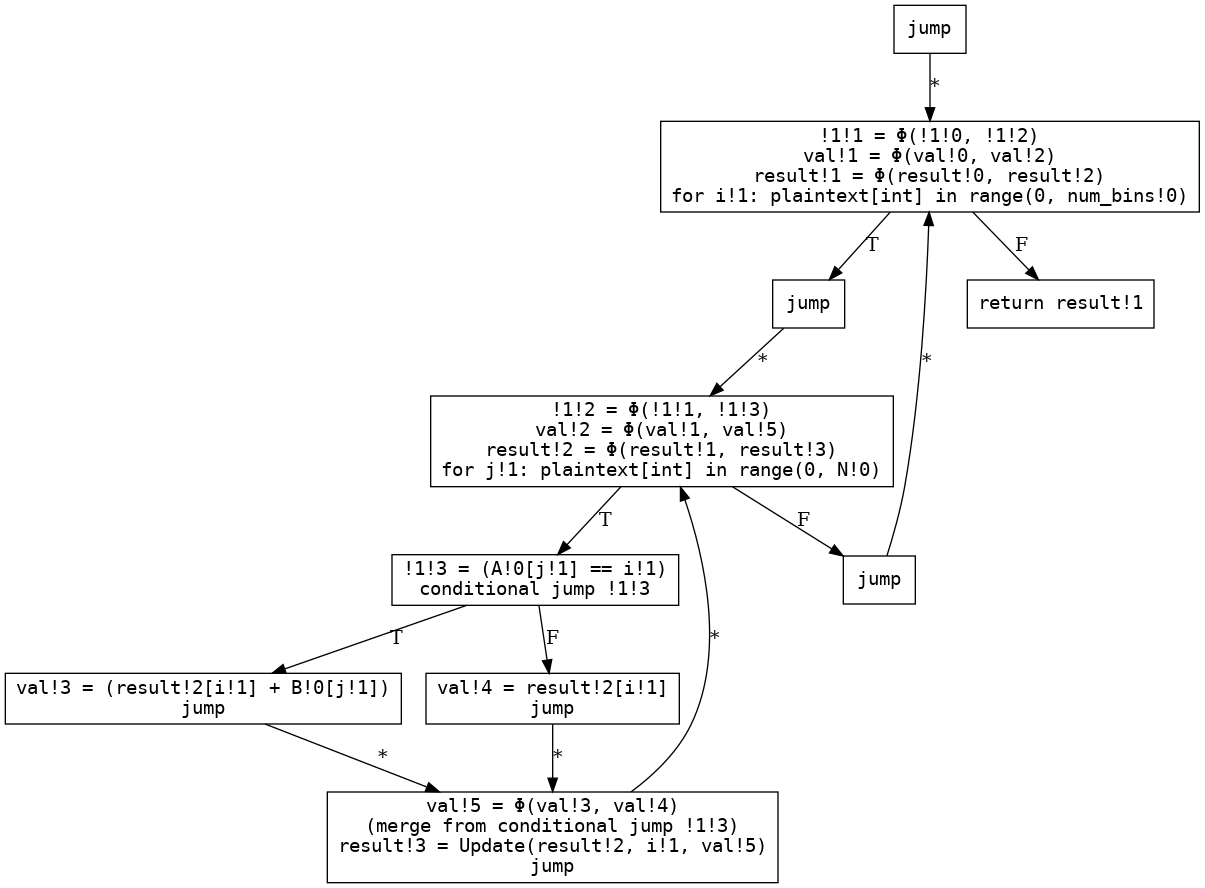 jump
*
!1!1 = Φ(!1!0, !1!2)
val!1 = Φ(val!0, val!2)
result!1 = Φ(result!0, result!2)
for i!1: plaintext[int] in range(0, num_bins!0)
T
F
jump
return result!1
*
*
!1!2 = Φ(!1!1, !1!3)
val!2 = Φ(val!1, val!5)
result!2 = Φ(result!1, result!3)
for j!1: plaintext[int] in range(0, N!0)
T
F
!1!3 = (A!0[j!1] == i!1)
conditional jump !1!3
jump
T
F
*
val!3 = (result!2[i!1] + B!0[j!1])
jump
val!4 = result!2[i!1]
jump
*
*
val!5 = Φ(val!3, val!4)
(merge from conditional jump !1!3)
result!3 = Update(result!2, i!1, val!5)
jump